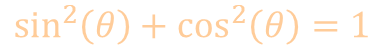 sin²(θ) + cos²(θ) = 1